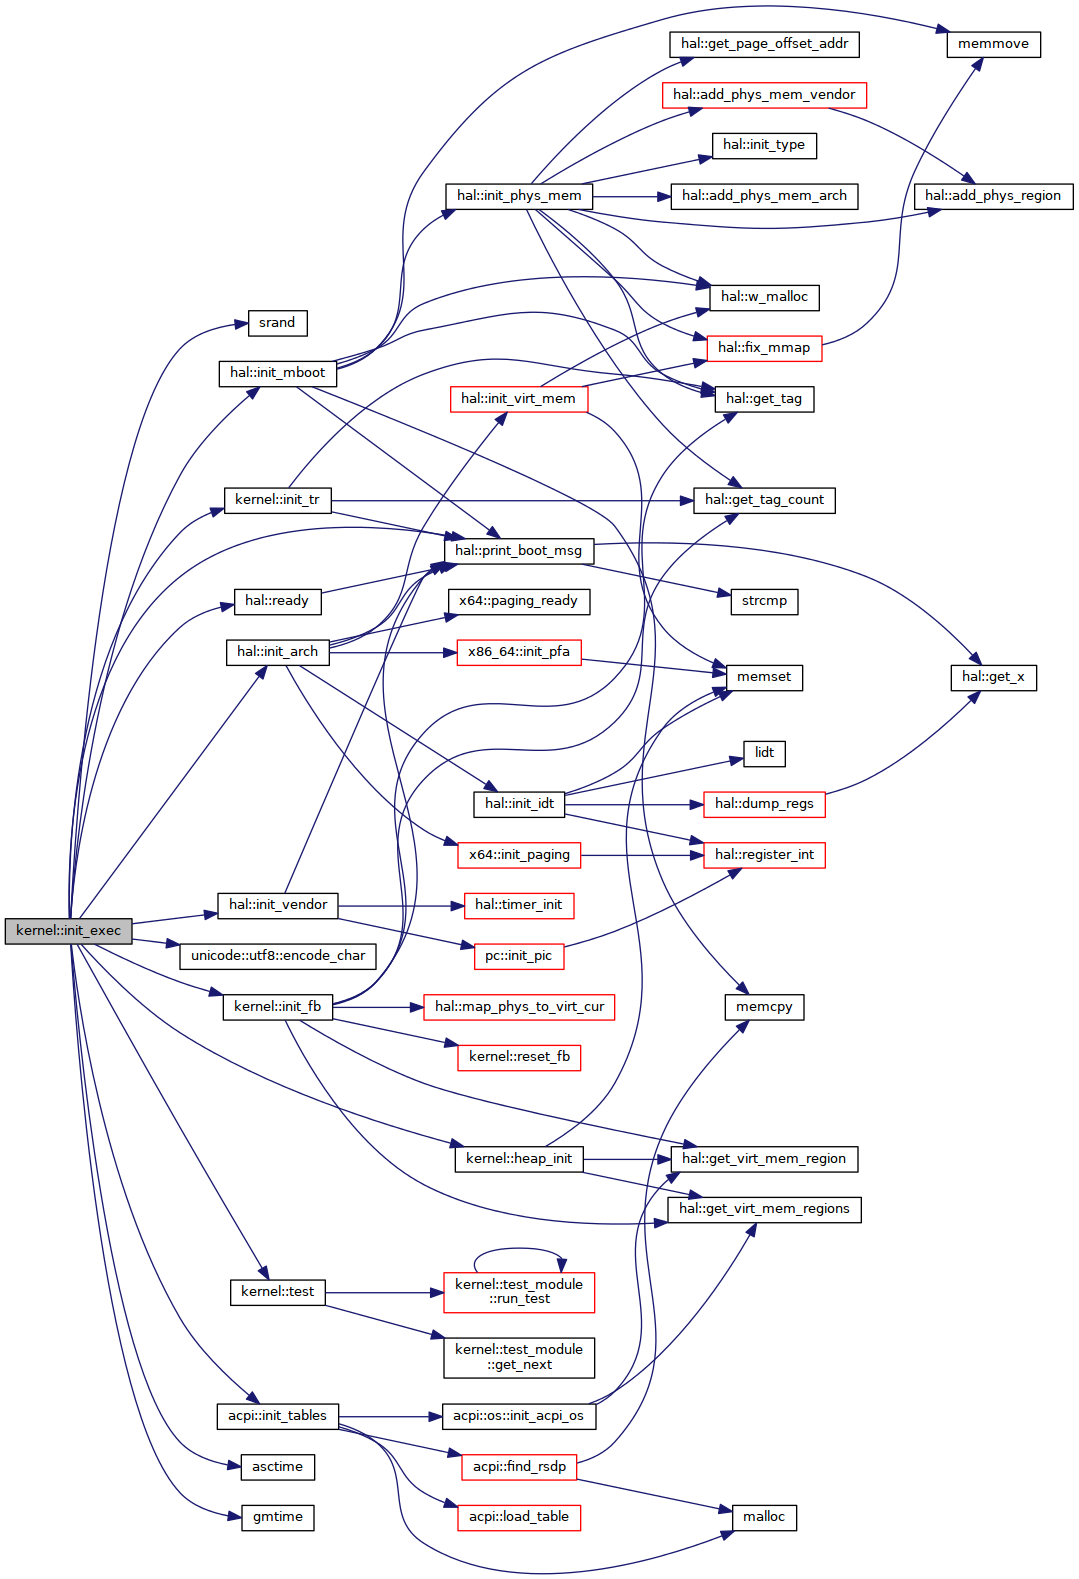 memmove
hal::get_page_offset_addr
hal::add_phys_mem_vendor
hal::init_type
hal::init_phys_mem
hal::add_phys_mem_arch
hal::add_phys_region
hal::w_malloc
srand
hal::fix_mmap
hal::init_mboot
hal::init_virt_mem
hal::get_tag
kernel::init_tr
hal::get_tag_count
hal::print_boot_msg
hal::ready
x64::paging_ready
strcmp
hal::init_arch
x86_64::init_pfa
memset
hal::get_x
lidt
hal::init_idt
hal::dump_regs
x64::init_paging
hal::register_int
hal::init_vendor
hal::timer_init
kernel::init_exec
unicode::utf8::encode_char
pc::init_pic
kernel::init_fb
hal::map_phys_to_virt_cur
memcpy
kernel::reset_fb
kernel::heap_init
hal::get_virt_mem_region
hal::get_virt_mem_regions
kernel::test
kernel::test_module
::run_test
kernel::test_module
::get_next
acpi::init_tables
acpi::os::init_acpi_os
asctime
acpi::find_rsdp
gmtime
acpi::load_table
malloc